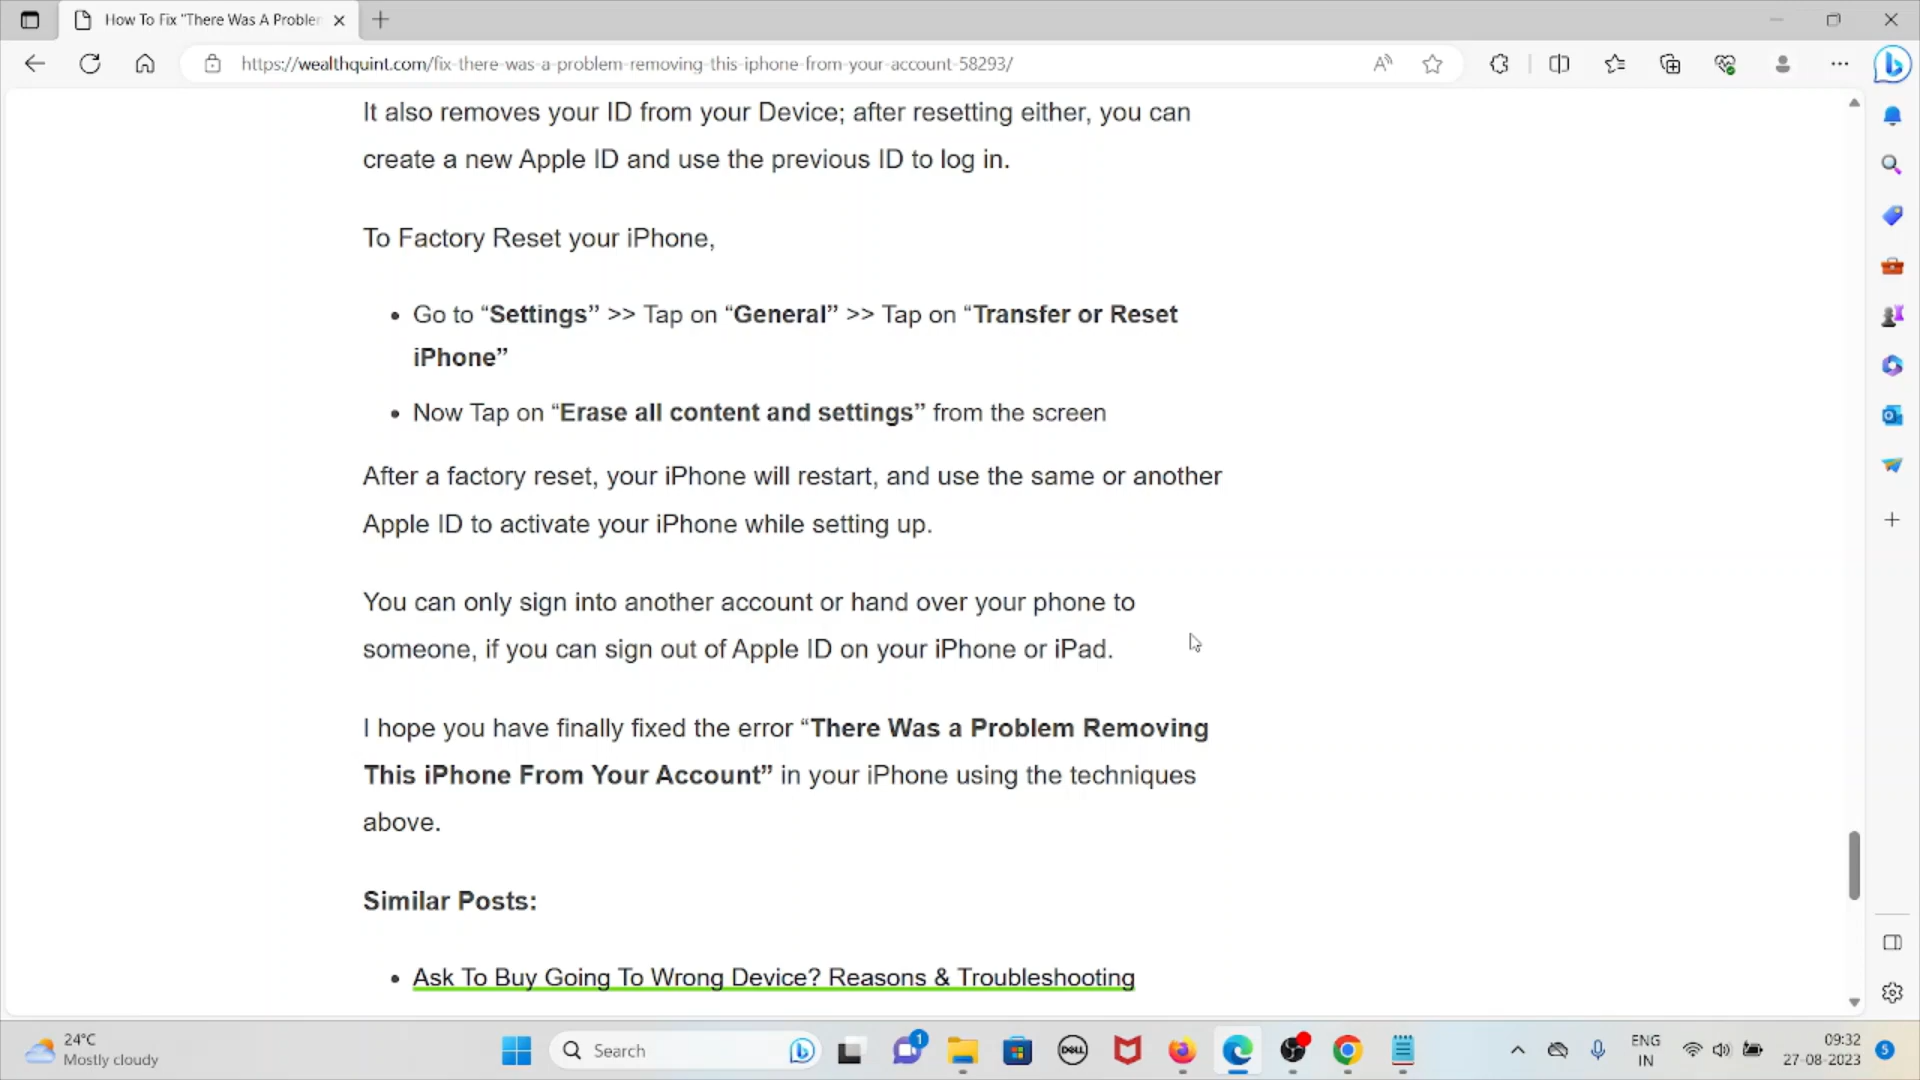 How To Fix "There Was A Probler
https://wealthquint.com/fix-there-was-a-problem-removing-this-iphone-from-your-account-58293/
It also removes your ID from your Device; after resetting either, you can
create a new Apple ID and use the previous ID to log in.
To Factory Reset your iPhone,
• Go to “Settings” >> Tap on “General” >> Tap on “Transfer or Reset
iPhone”
• Now Tap on “Erase all content and settings” from the screen
After a factory reset, your iPhone will restart, and use the same or another
Apple ID to activate your iPhone while setting up.
You can only sign into another account or hand over your phone to
someone, if you can sign out of Apple ID on your iPhone or iPad.
I hope you have finally fixed the error “There Was a Problem Removing
This iPhone From Your Account” in your iPhone using the techniques
above.
Similar Posts:
• Ask To Buy Going To Wrong Device? Reasons & Troubleshooting
24°C
Mostly cloudy
Search
1
DELL
ENG
IN
09:32
27-08-2023
5